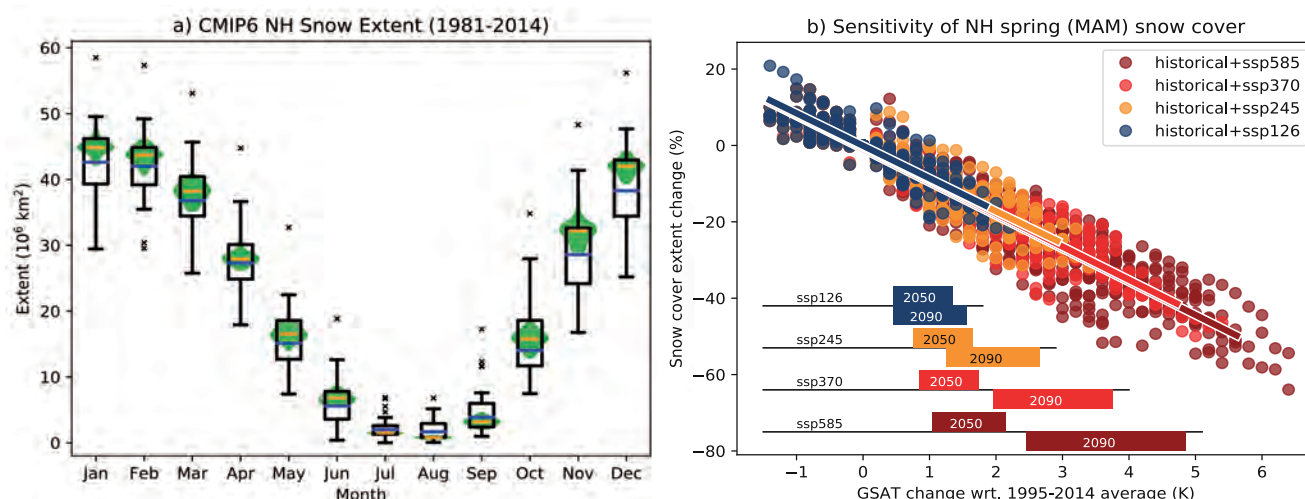 a) CMIP6 NH Snow Extent (1981-2014)
60
50
40
30
20
10
0
Extent (10⁶ km²)
Jan Feb Mar Apr May Jun Jul Aug Sep Oct Nov Dec
Month
b) Sensitivity of NH spring (MAM) snow cover
historical+ssp585
historical+ssp370
historical+ssp245
historical+ssp126
20
0
−20
−40
−60
−80
Snow cover extent change (%)
ssp126 2050
2090
ssp245 2050
2090
ssp370 2050
2090
ssp585 2050
2090
−1 0 1 2 3 4 5 6
GSAT change wrt. 1995-2014 average (K)